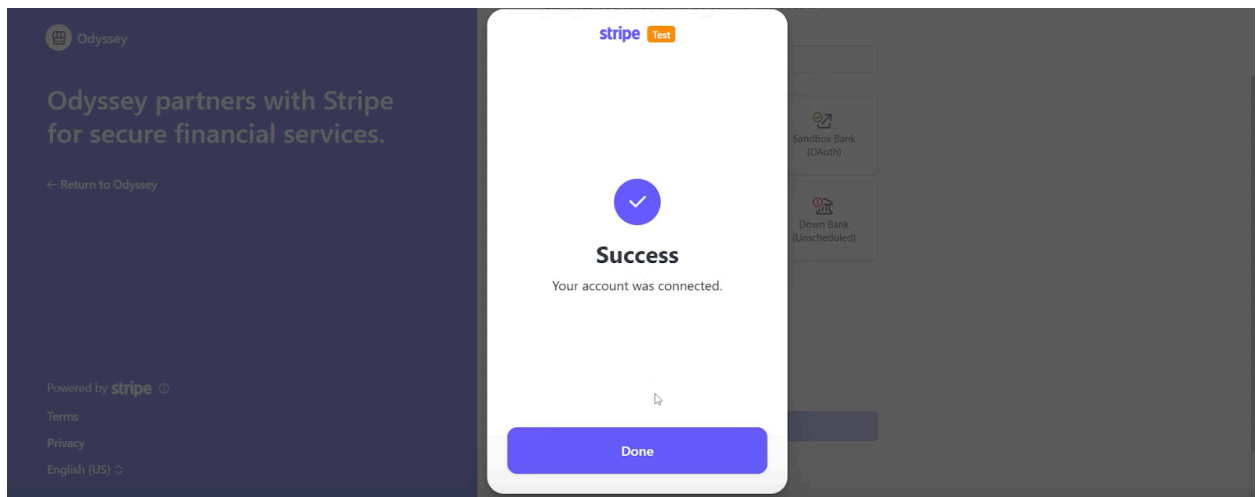 Odyssey
Odyssey partners with Stripe
for secure financial services.
← Return to Odyssey
Powered by stripe
Terms
Privacy
English (US)
stripe Test
Success
Your account was connected.
Done
Sandbox Bank
(OAuth)
Down Bank
(Unscheduled)